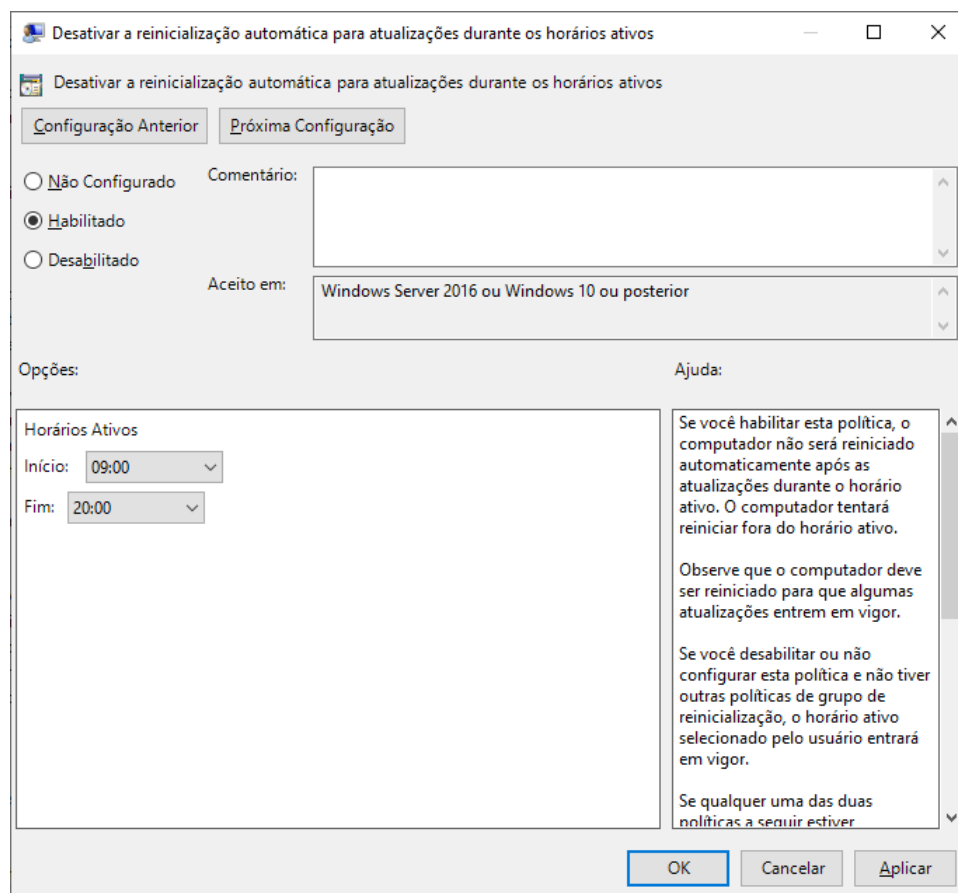 Desativar a reinicialização automática para atualizações durante os horários ativos
Desativar a reinicialização automática para atualizações durante os horários ativos
Configuração Anterior
Próxima Configuração
Não Configurado
Habilitado
Desabilitado
Comentário:
Aceito em:
Windows Server 2016 ou Windows 10 ou posterior
Opções:
Horários Ativos
Início: 09:00
Fim: 20:00
Ajuda:
Se você habilitar esta política, o
computador não será reiniciado
automaticamente após as
atualizações durante o horário
ativo. O computador tentará
reiniciar fora do horário ativo.
Observe que o computador deve
ser reiniciado para que algumas
atualizações entrem em vigor.
Se você desabilitar ou não
configurar esta política e não tiver
outras políticas de grupo de
reinicialização, o horário ativo
selecionado pelo usuário entrará
em vigor.
Se qualquer uma das duas
políticas a seguir estiver
OK
Cancelar
Aplicar